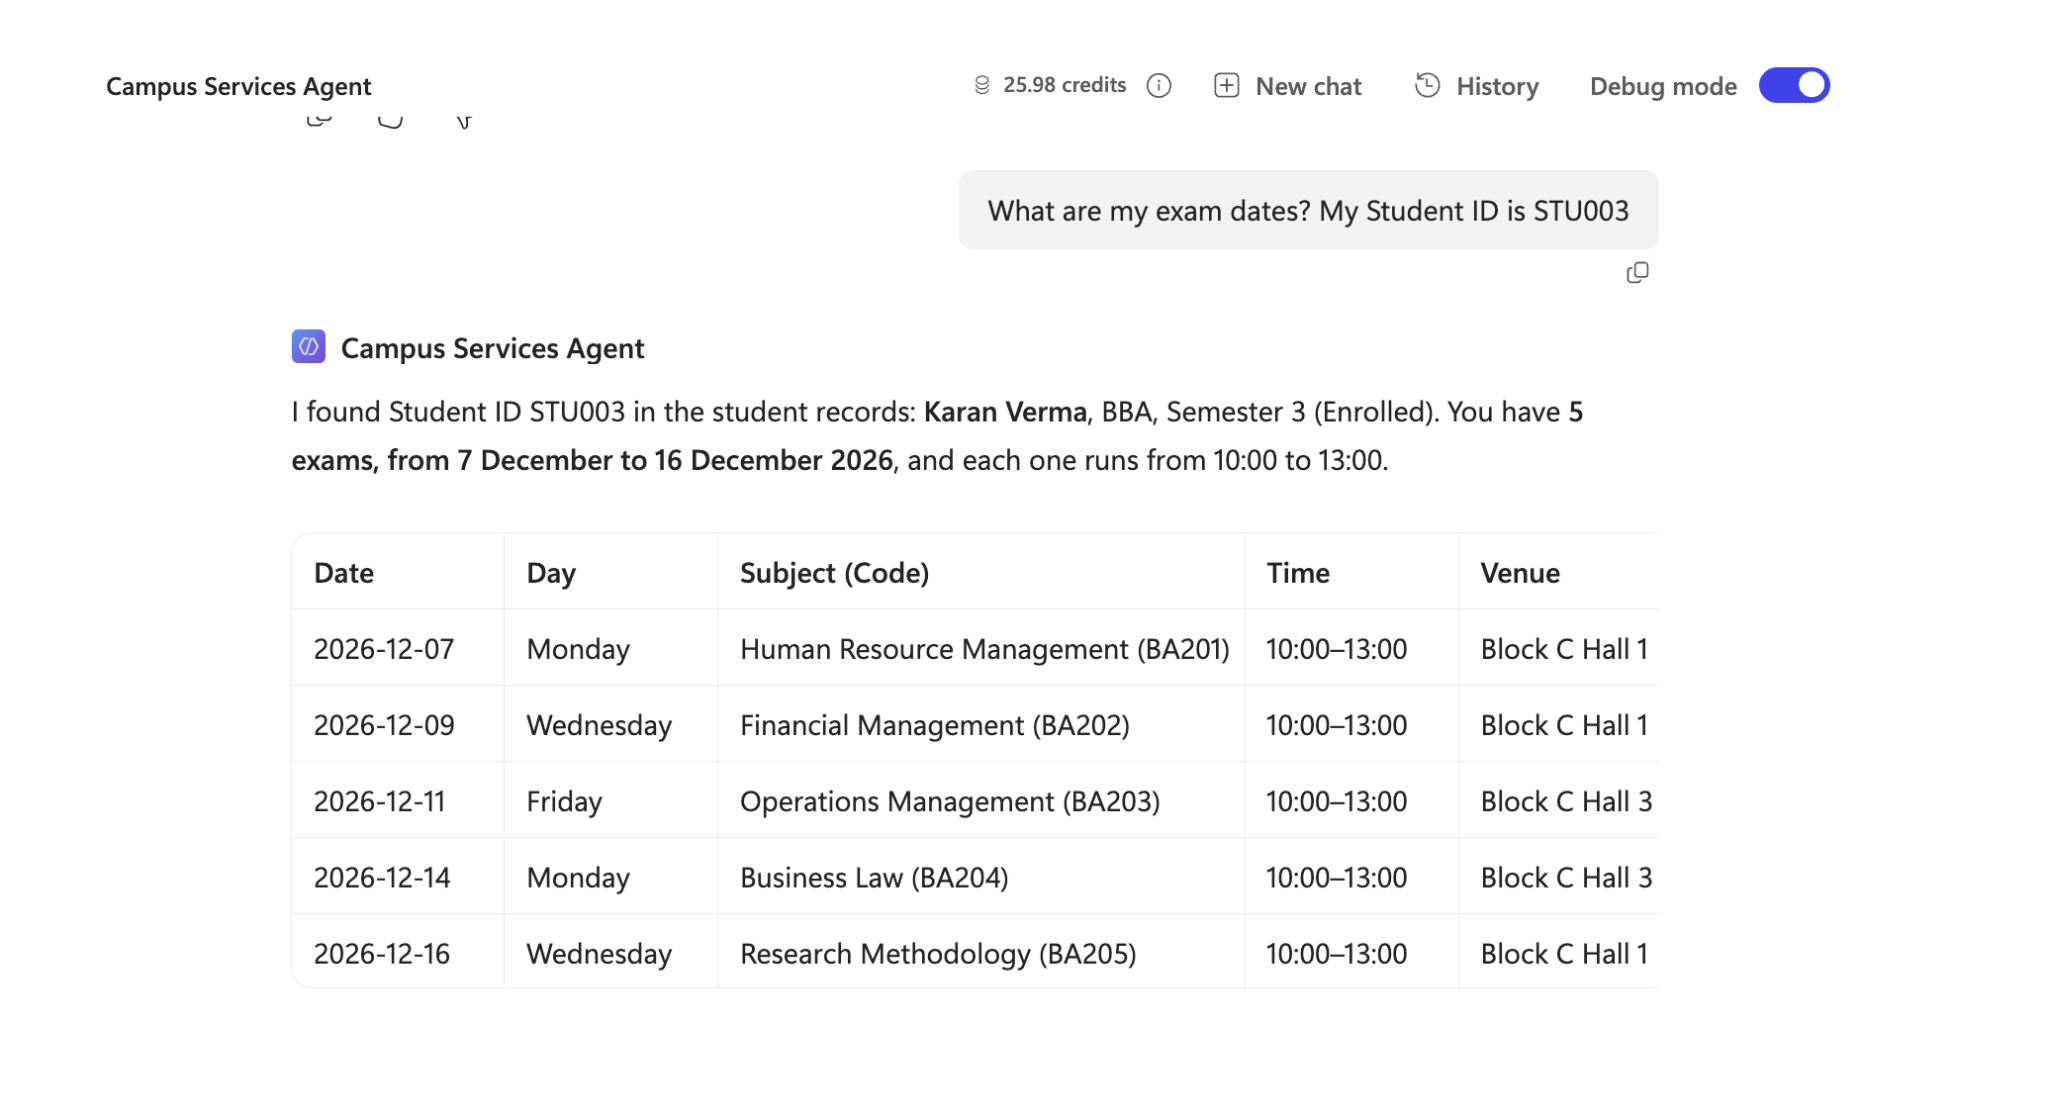 Campus Services Agent
25.98 credits
New chat
History
Debug mode
What are my exam dates? My Student ID is STU003
Campus Services Agent
I found Student ID STU003 in the student records: Karan Verma, BBA, Semester 3 (Enrolled). You have 5
exams, from 7 December to 16 December 2026, and each one runs from 10:00 to 13:00.
Date Day Subject (Code) Time Venue
2026-12-07 Monday Human Resource Management (BA201) 10:00–13:00 Block C Hall 1
2026-12-09 Wednesday Financial Management (BA202) 10:00–13:00 Block C Hall 1
2026-12-11 Friday Operations Management (BA203) 10:00–13:00 Block C Hall 3
2026-12-14 Monday Business Law (BA204) 10:00–13:00 Block C Hall 3
2026-12-16 Wednesday Research Methodology (BA205) 10:00–13:00 Block C Hall 1